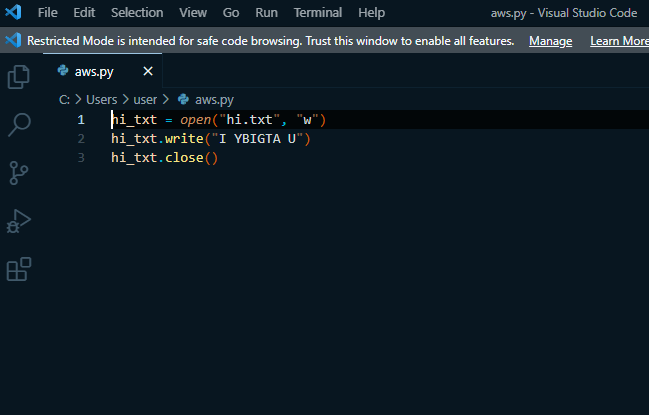 File Edit Selection View Go Run Terminal Help aws.py - Visual Studio Code
Restricted Mode is intended for safe code browsing. Trust this window to enable all features. Manage Learn More
aws.py
C: > Users > user > aws.py
1 hi_txt = open("hi.txt", "w")
2 hi_txt.write("I YBIGTA U")
3 hi_txt.close()